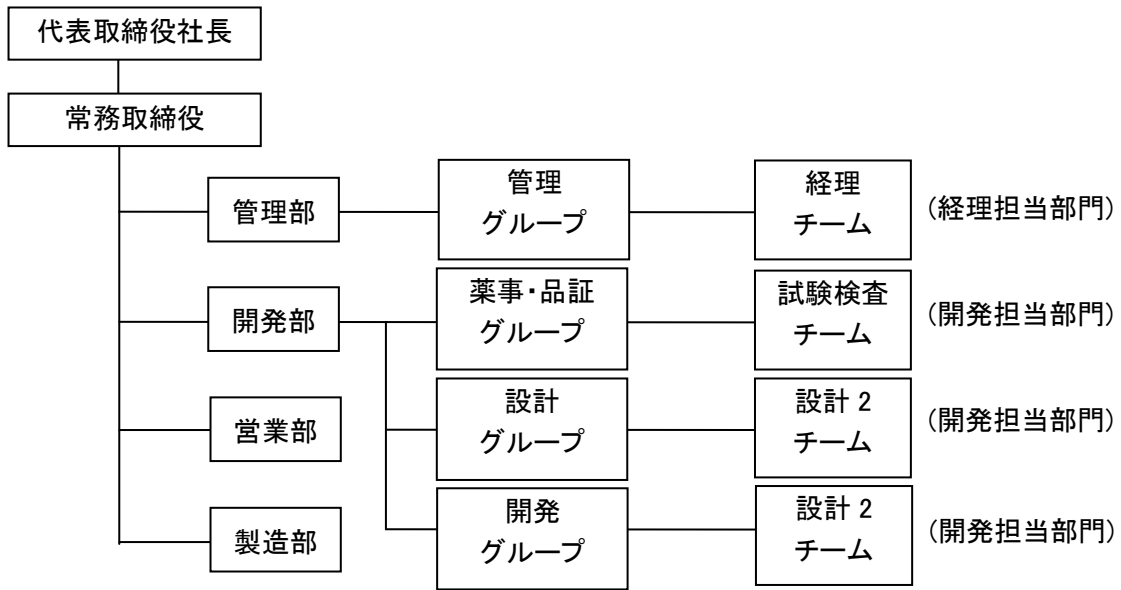 代表取締役社長
常務取締役
管理部
管理
グループ
経理
チーム
(経理担当部門)
開発部
薬事・品証
グループ
試験検査
チーム
(開発担当部門)
設計
グループ
設計 2
チーム
(開発担当部門)
営業部
開発
グループ
設計 2
チーム
(開発担当部門)
製造部